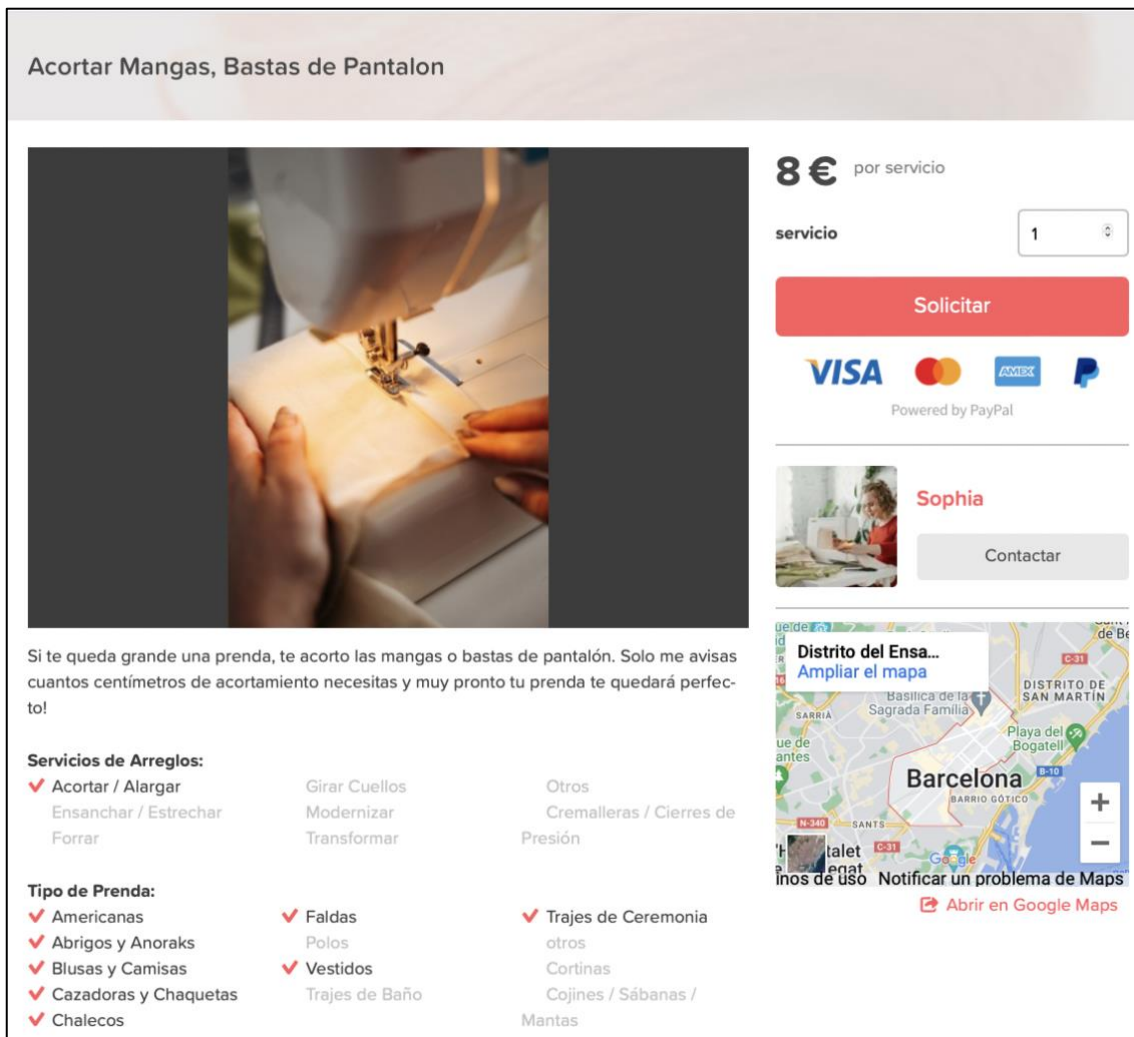 Acortar Mangas, Bastas de Pantalon
8 € por servicio
servicio 1
Solicitar
VISA AMEX
Powered by PayPal
Sophia
Contactar
Si te queda grande una prenda, te acorto las mangas o bastas de pantalón. Solo me avisas
cuantos centímetros de acortamiento necesitas y muy pronto tu prenda te quedará perfec-
to!
Servicios de Arreglos:
Acortar / Alargar
Ensanchar / Estrechar
Forrar
Girar Cuellos
Modernizar
Transformar
Otros
Cremalleras / Cierres de
Presión
Tipo de Prenda:
Americanas
Abrigos y Anoraks
Blusas y Camisas
Cazadoras y Chaquetas
Chalecos
Faldas
Polos
Vestidos
Trajes de Baño
Trajes de Ceremonia
otros
Cortinas
Cojines / Sábanas /
Mantas
Distrito del Ensa...
Ampliar el mapa
C-31
Basílica de la
Sagrada Família
DISTRITO DE
SAN MARTÍN
SARRIÀ
Playa del
Bogatell
Barcelona
B-10
BARRIO GÓTICO
N-340
SANTS
C-31
Google
Notificar un problema de Maps
Abrir en Google Maps